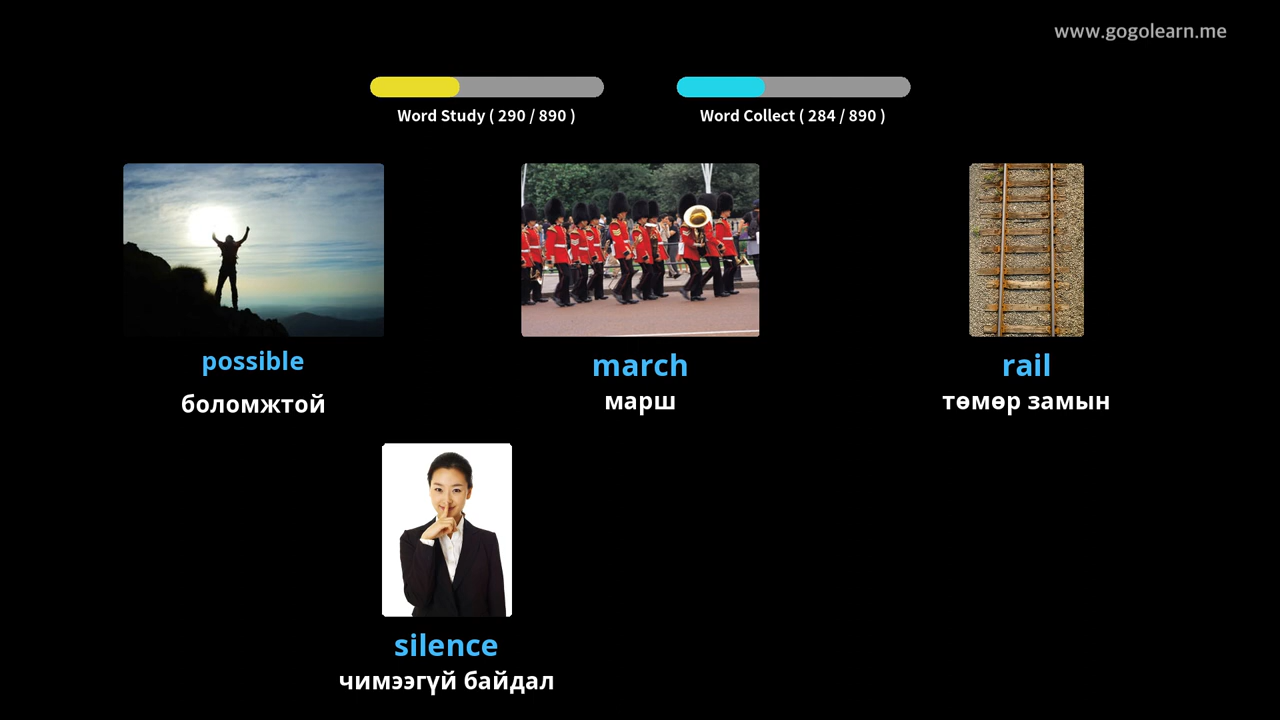 www.gogolearn.me
Word Study ( 290 / 890 )
Word Collect ( 284 / 890 )
possible
боломжтой
march
марш
rail
төмөр замын
silence
чимээгүй байдал